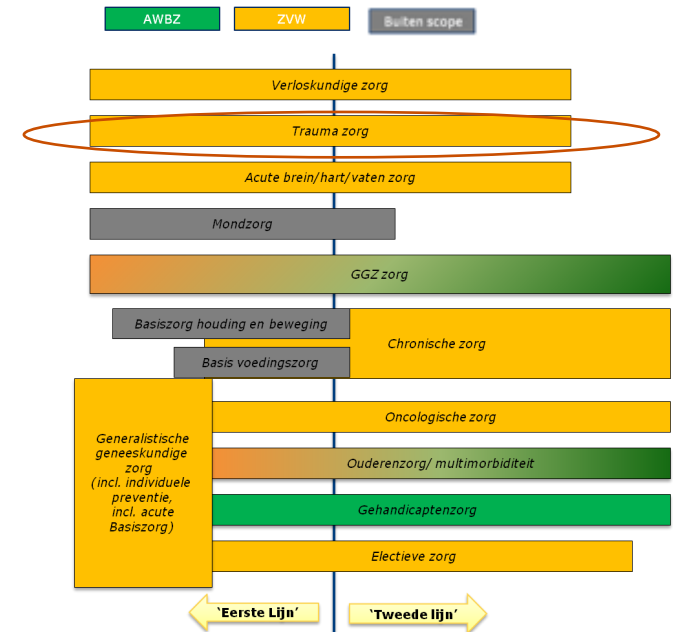 AWBZ
ZVW
Buiten scope
Verloskundige zorg
Trauma zorg
Acute brein/hart/vaten zorg
Mondzorg
GGZ zorg
Basiszorg houding en beweging
Chronische zorg
Basis voedingszorg
Oncologische zorg
Generalistische
geneeskundige
zorg
(incl. individuele
preventie,
incl. acute
Basiszorg)
Ouderenzorg/ multimorbiditeit
Gehandicaptenzorg
Electieve zorg
‘Eerste Lijn’
‘Tweede lijn’